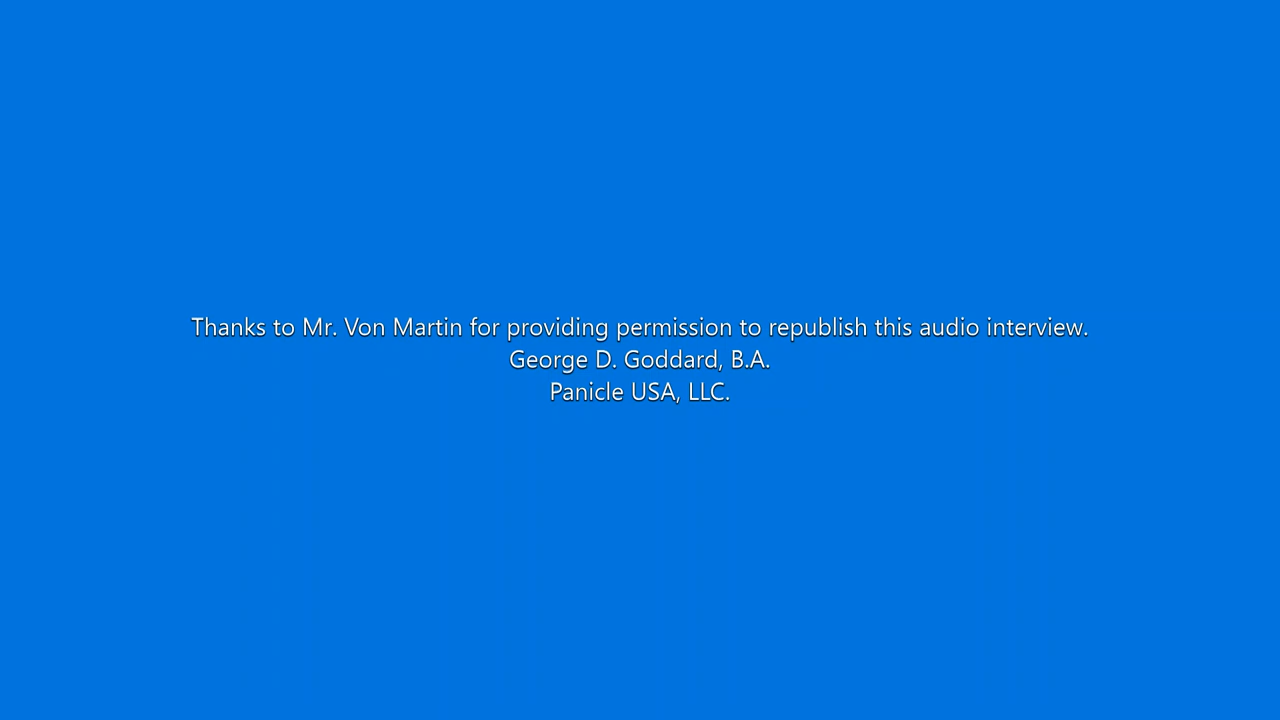 Thanks to Mr. Von Martin for providing permission to republish this audio interview.
George D. Goddard, B.A.
Panicle USA, LLC.